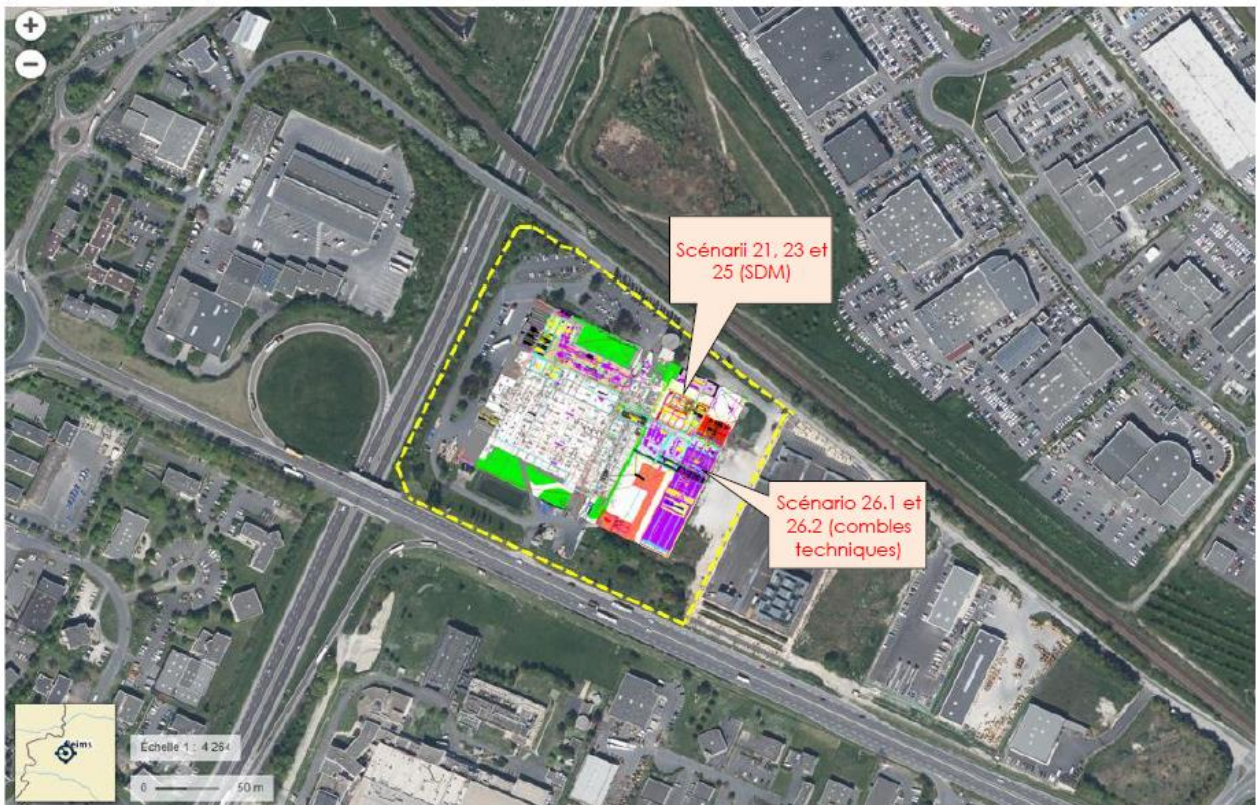 +
−
Scénarii 21, 23 et
25 (SDM)
Scénario 26.1 et
26.2 (combles
techniques)
Reims
Échelle 1 : 4 264
0
50 m